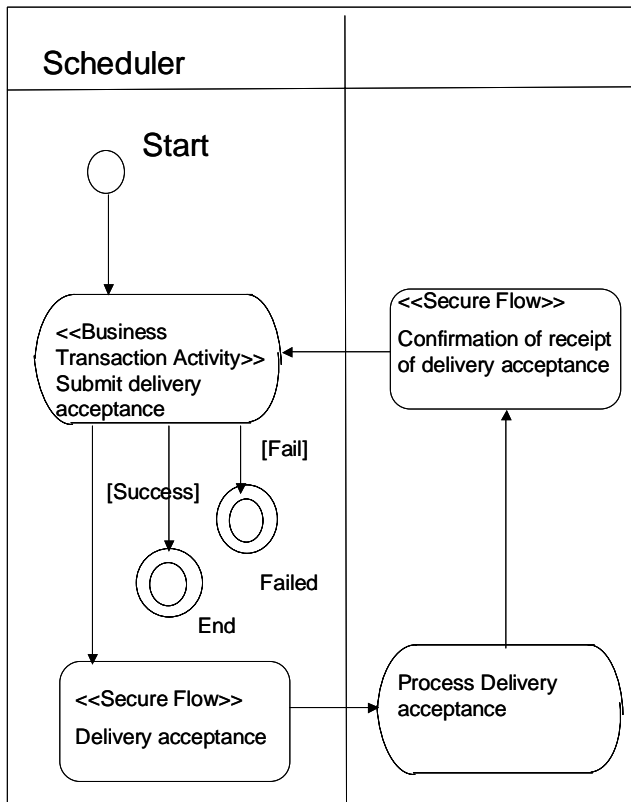 Scheduler
Start
<<Business
Transaction Activity>>
Submit delivery
acceptance
<<Secure Flow>>
Confirmation of receipt
of delivery acceptance
[Fail]
[Success]
Failed
End
<<Secure Flow>>
Delivery acceptance
Process Delivery
acceptance